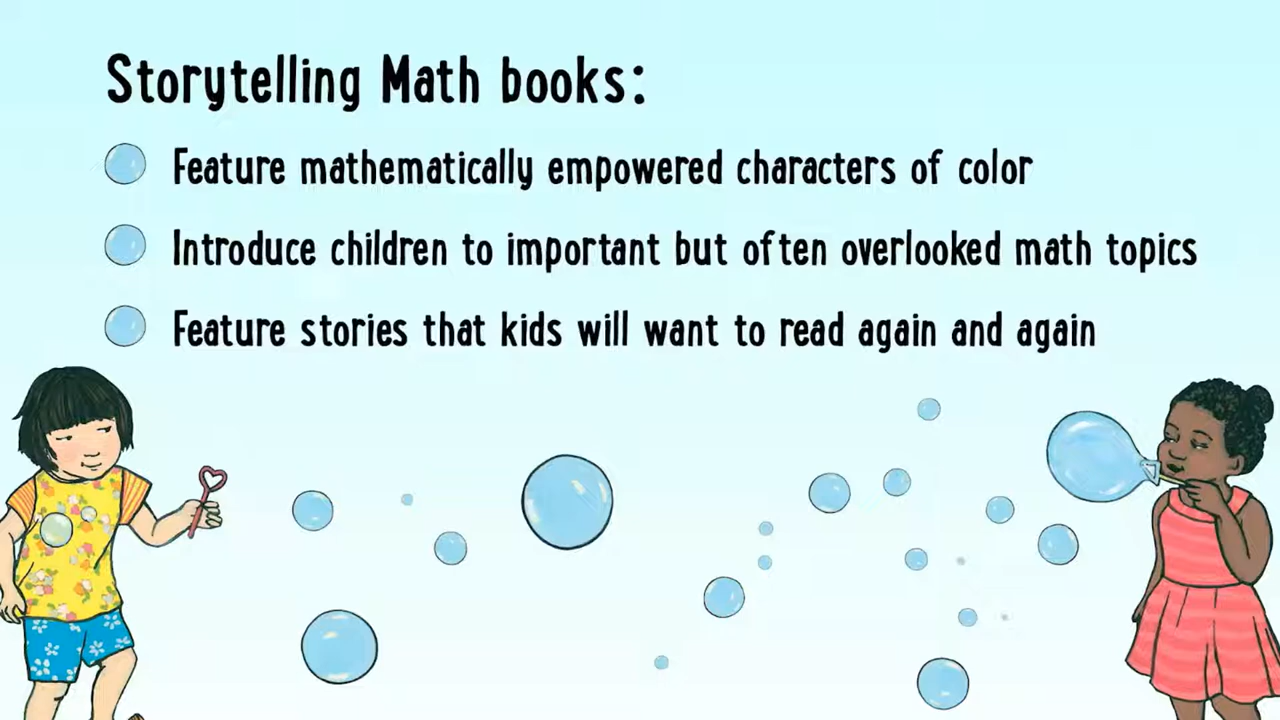 Storytelling Math books:
Feature mathematically empowered characters of color
Introduce children to important but often overlooked math topics
Feature stories that kids will want to read again and again